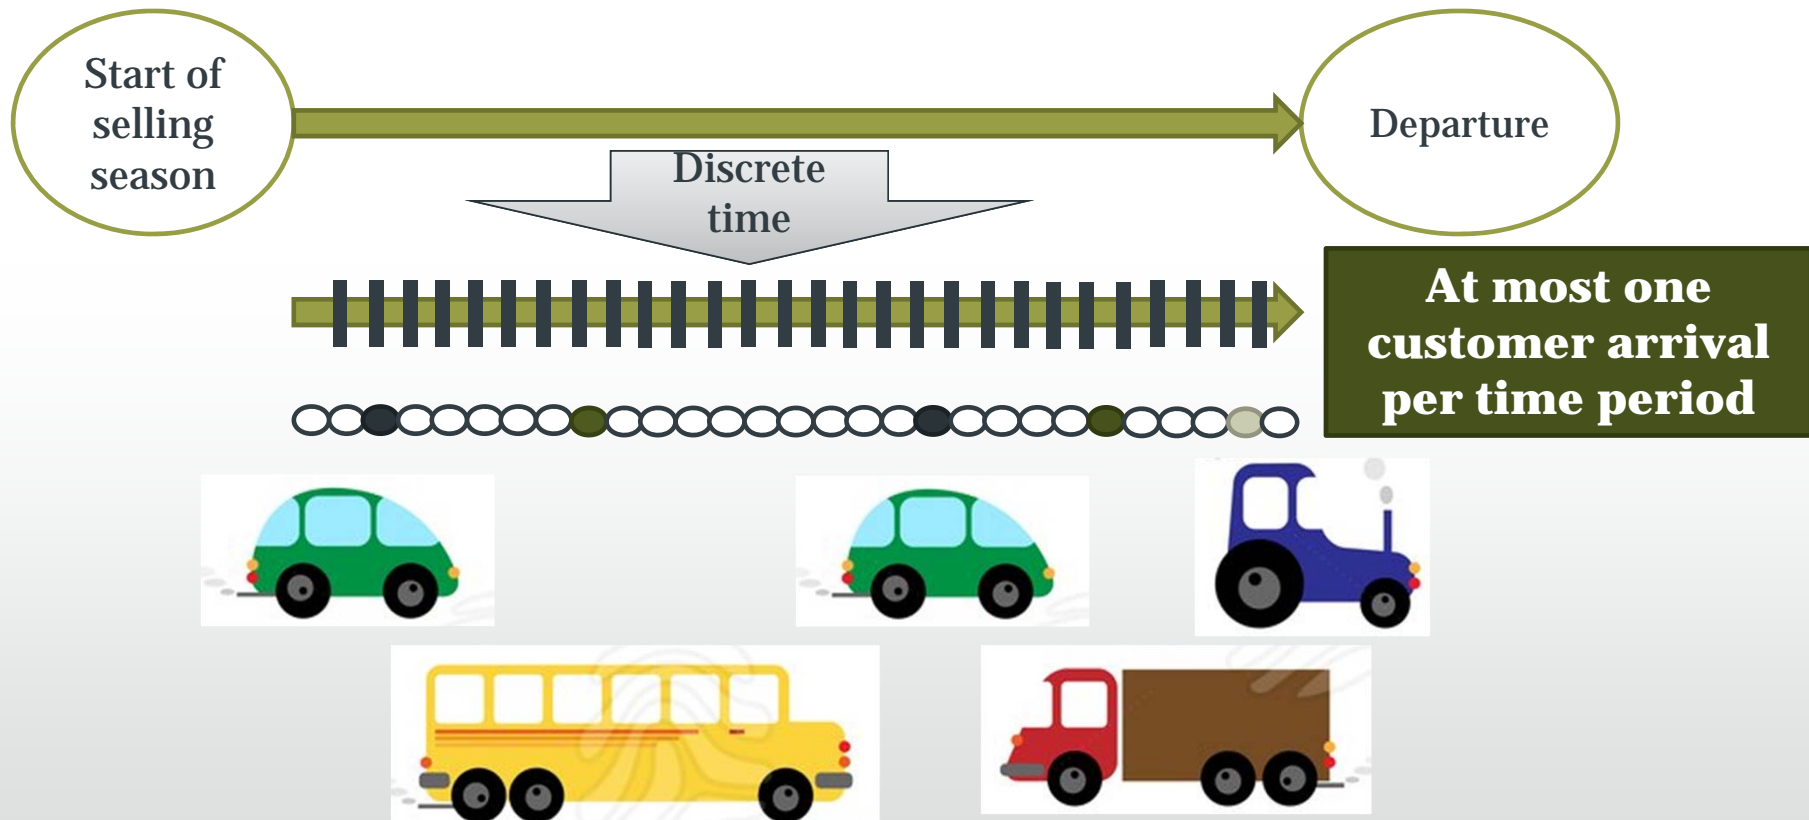 Start of
selling
season
Departure
Discrete
time
At most one
customer arrival
per time period